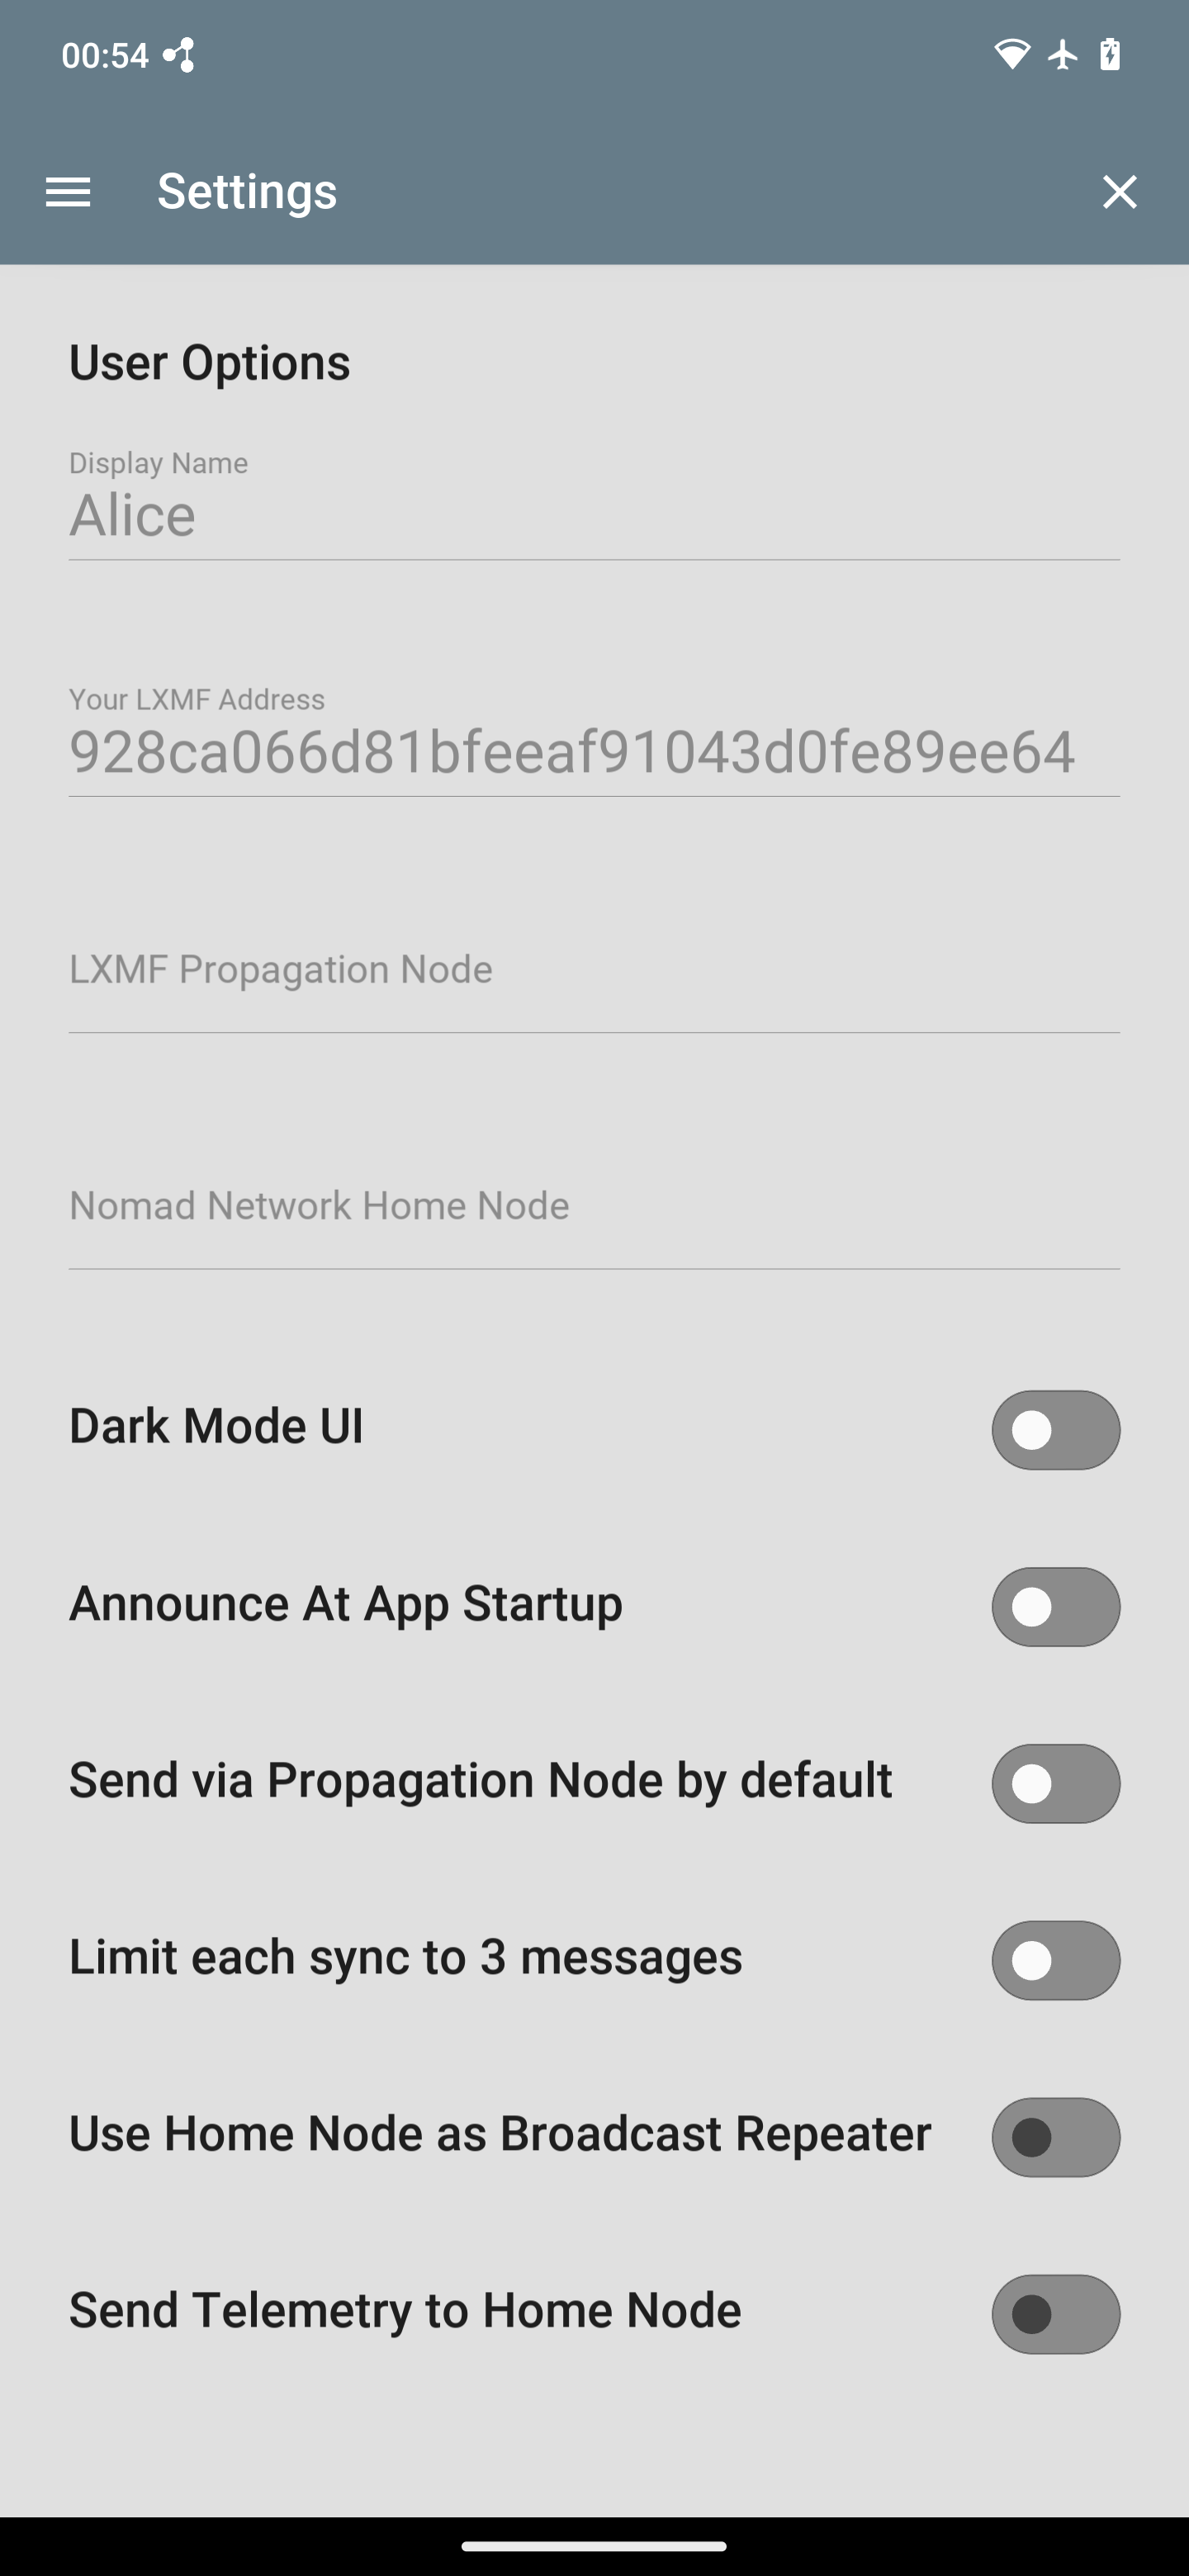 00:54
Settings
User Options
Display Name
Alice
Your LXMF Address
928ca066d81bfeeaf91043d0fe89ee64
LXMF Propagation Node
Nomad Network Home Node
Dark Mode UI
Announce At App Startup
Send via Propagation Node by default
Limit each sync to 3 messages
Use Home Node as Broadcast Repeater
Send Telemetry to Home Node